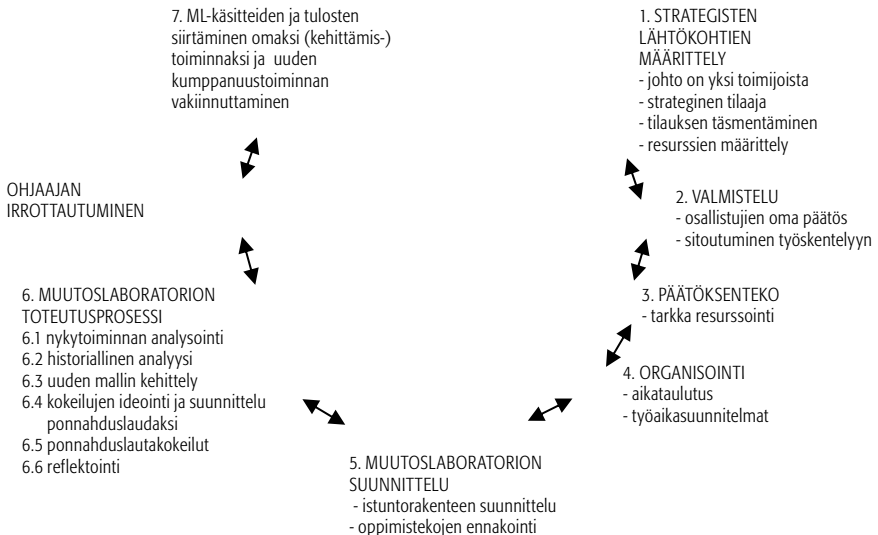 1. STRATEGISTEN
LÄHTÖKOHTIEN
MÄÄRITTELY
- johto on yksi toimijoista
- strateginen tilaaja
- tilauksen täsmentäminen
- resurssien määrittely
2. VALMISTELU
- osallistujien oma päätös
- sitoutuminen työskentelyyn
3. PÄÄTÖKSENTEKO
- tarkka resurssointi
4. ORGANISOINTI
- aikataulutus
- työaikasuunnitelmat
5. MUUTOSLABORATORION
SUUNNITTELU
- istuntorakenteen suunnittelu
- oppimistekojen ennakointi
6. MUUTOSLABORATORION
TOTEUTUSPROSESSI
6.1 nykytoiminnan analysointi
6.2 historiallinen analyysi
6.3 uuden mallin kehittely
6.4 kokeilujen ideointi ja suunnittelu
ponnahduslaudaksi
6.5 ponnahduslautakokeilut
6.6 reflektointi
OHJAAJAN
IRROTTAUTUMINEN
7. ML-käsitteiden ja tulosten
siirtäminen omaksi (kehittämis-)
toiminnaksi ja uuden
kumppanuustoiminnan
vakiinnuttaminen